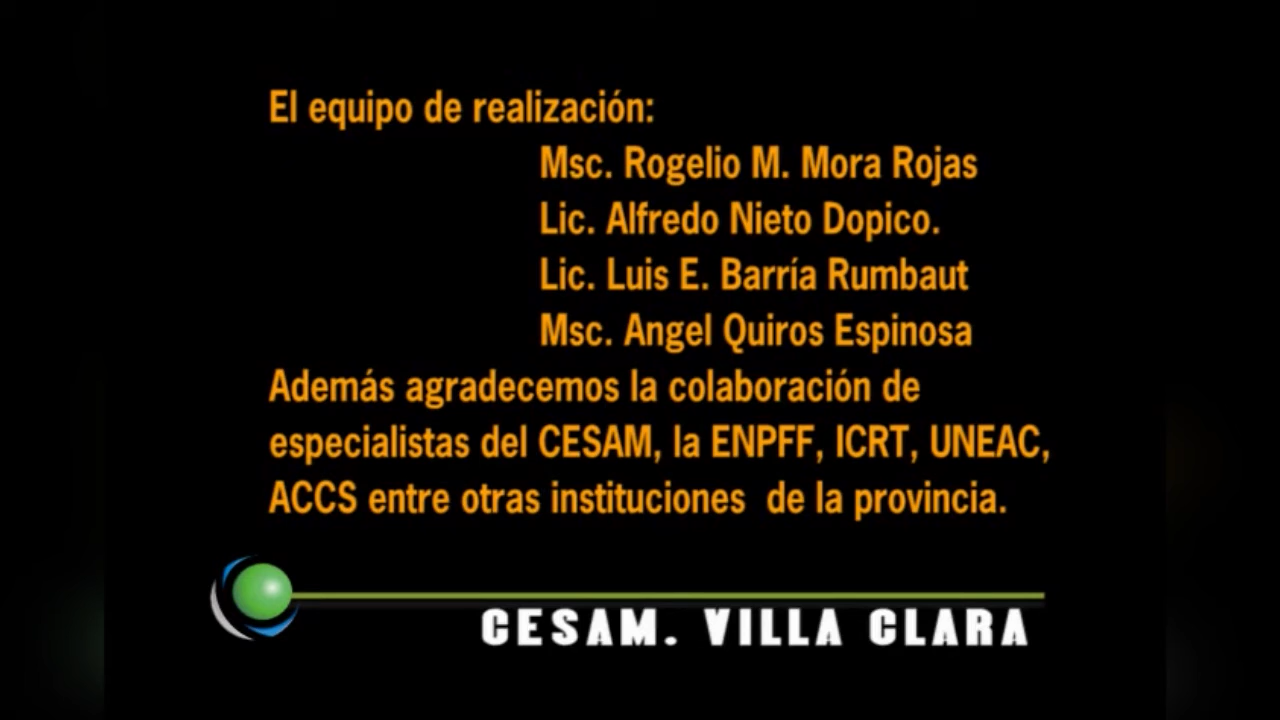 El equipo de realización:
Msc. Rogelio M. Mora Rojas
Lic. Alfredo Nieto Dopico.
Lic. Luis E. Barría Rumbaut
Msc. Angel Quiros Espinosa
Además agradecemos la colaboración de
especialistas del CESAM, la ENPFF, ICRT, UNEAC,
ACCS entre otras instituciones de la provincia.
CESAM. VILLA CLARA